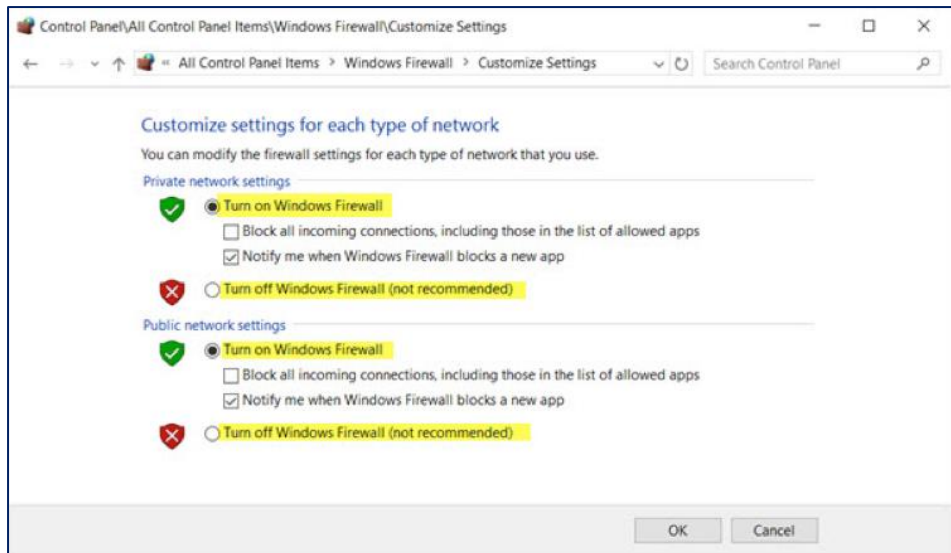 Control Panel\All Control Panel Items\Windows Firewall\Customize Settings
« All Control Panel Items > Windows Firewall > Customize Settings
Search Control Panel
Customize settings for each type of network
You can modify the firewall settings for each type of network that you use.
Private network settings
Turn on Windows Firewall
Block all incoming connections, including those in the list of allowed apps
Notify me when Windows Firewall blocks a new app
Turn off Windows Firewall (not recommended)
Public network settings
Turn on Windows Firewall
Block all incoming connections, including those in the list of allowed apps
Notify me when Windows Firewall blocks a new app
Turn off Windows Firewall (not recommended)
OK Cancel